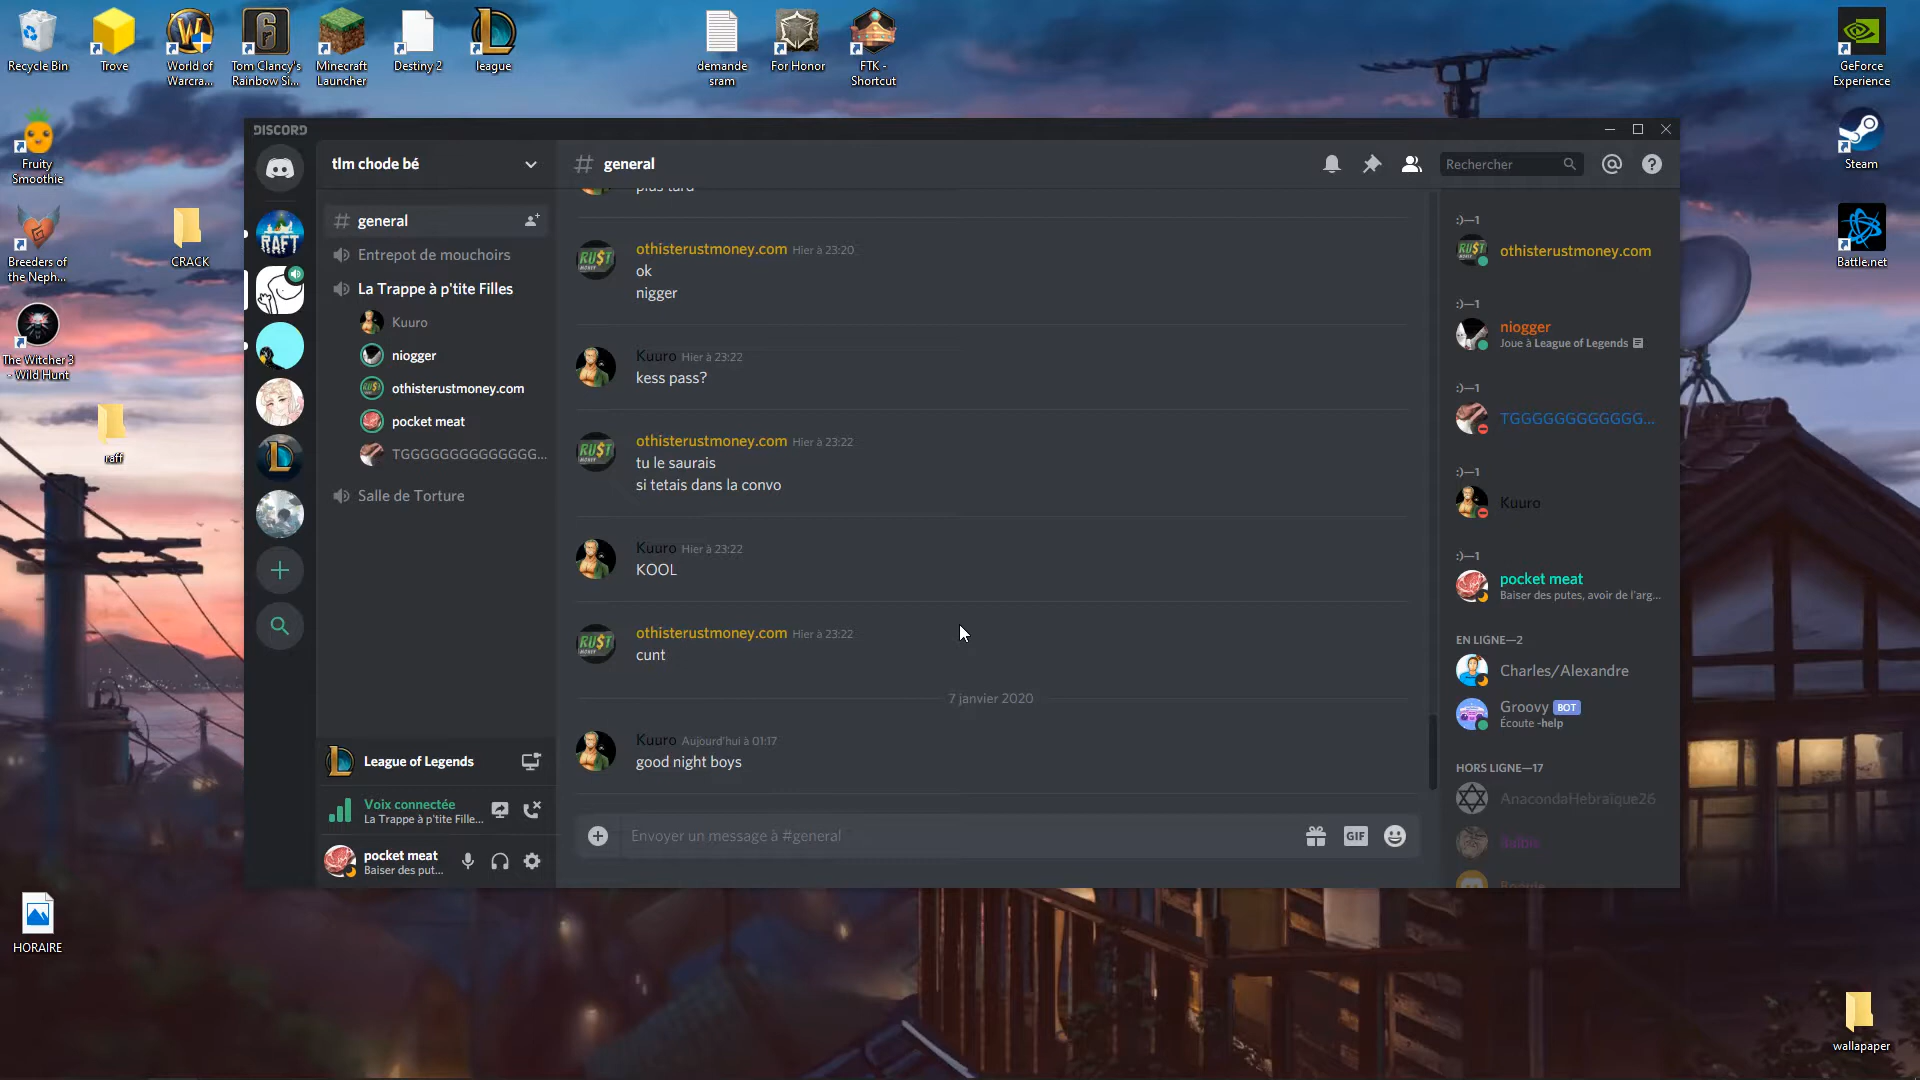 Recycle Bin
Trove
World of
Warcra...
Tom Clancy's
Rainbow Si...
Minecraft
Launcher
Destiny 2
league
demande
sram
For Honor
FTK -
Shortcut
GeForce
Experience
Fruity
Smoothie
Breeders of
the Neph...
CRACK
The Witcher 3
- Wild Hunt
raff
HORAIRE
Steam
Battle.net
wallapaper
DISCORD
RAFT
tlm chode bé
general
Entrepot de mouchoirs
La Trappe à p'tite Filles
Kuuro
niogger
othisterustmoney.com
pocket meat
TGGGGGGGGGGGGG...
Salle de Torture
League of Legends
Voix connectée
La Trappe à p'tite Fille...
pocket meat
Baiser des put...
# general
Rechercher
plus tard
othisterustmoney.com Hier à 23:20
ok
nigger
Kuuro Hier à 23:22
kess pass?
othisterustmoney.com Hier à 23:22
tu le saurais
si tetais dans la convo
Kuuro Hier à 23:22
KOOL
othisterustmoney.com Hier à 23:22
cunt
7 janvier 2020
Kuuro Aujourd'hui à 01:17
good night boys
Envoyer un message à #general
GIF
:)—1
othisterustmoney.com
:)—1
niogger
Joue à League of Legends
:)—1
TGGGGGGGGGGGG...
:)—1
Kuuro
:)—1
pocket meat
Baiser des putes, avoir de l'arg...
EN LIGNE—2
Charles/Alexandre
Groovy BOT
Écoute -help
HORS LIGNE—17
AnacondaHebraique26